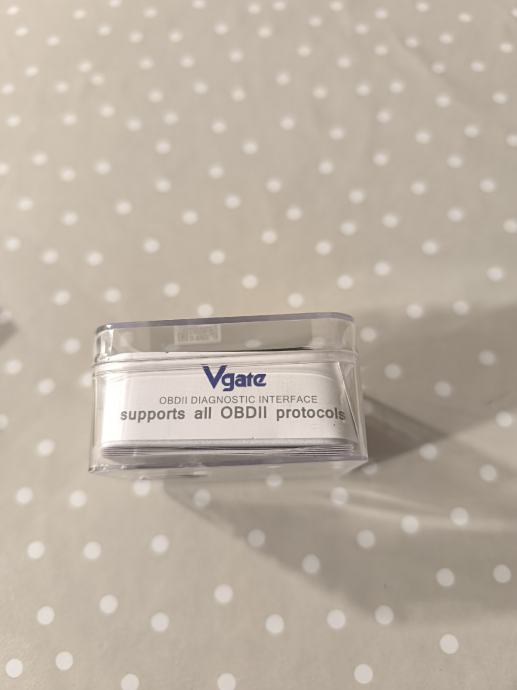 Vgate
OBDII DIAGNOSTIC INTERFACE
supports all OBDII protocols